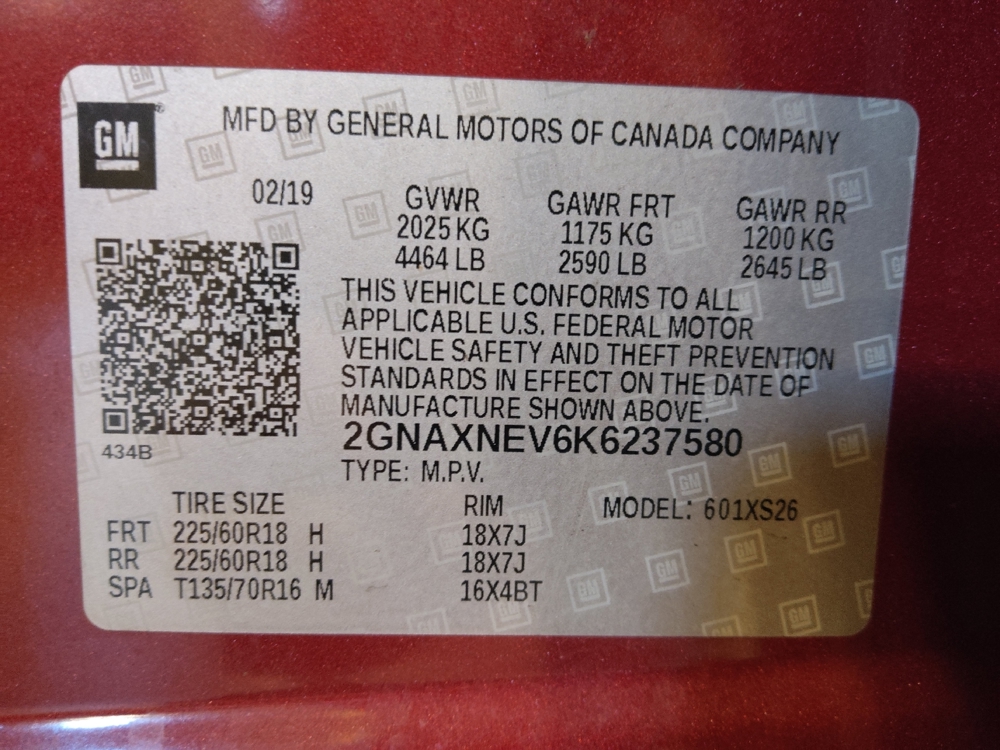 GM
MFD BY GENERAL MOTORS OF CANADA COMPANY
02/19 GVWR GAWR FRT GAWR RR
2025 KG 1175 KG 1200 KG
4464 LB 2590 LB 2645 LB
THIS VEHICLE CONFORMS TO ALL
APPLICABLE U.S. FEDERAL MOTOR
VEHICLE SAFETY AND THEFT PREVENTION
STANDARDS IN EFFECT ON THE DATE OF
MANUFACTURE SHOWN ABOVE.
2GNAXNEV6K6237580
434B
TYPE: M.P.V.
TIRE SIZE RIM MODEL: 601XS26
FRT 225/60R18 H 18X7J
RR 225/60R18 H 18X7J
SPA T135/70R16 M 16X4BT